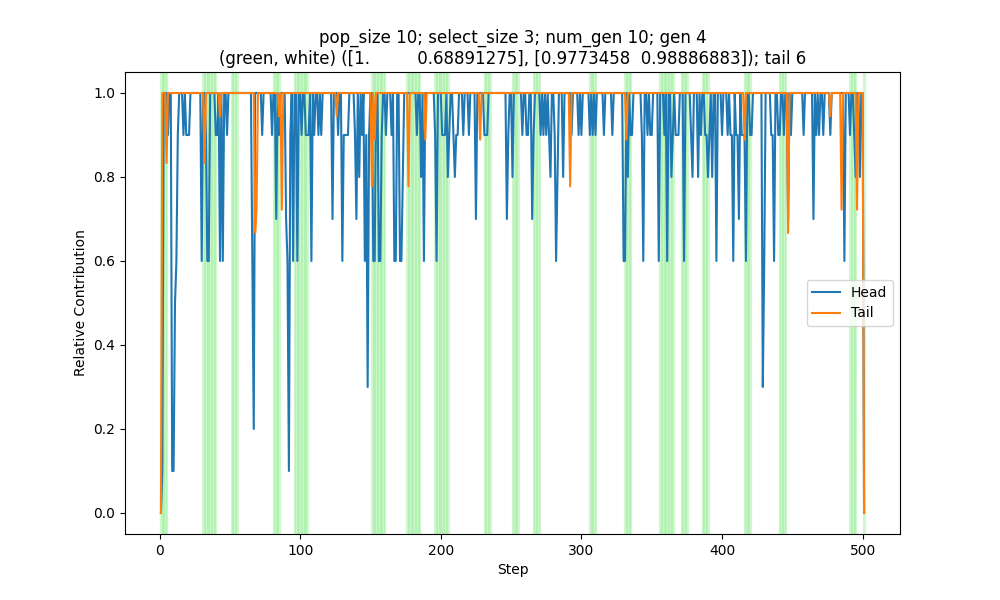 pop_size 10; select_size 3; num_gen 10; gen 4
(green, white) ([1. 0.68891275], [0.9773458 0.98886883]); tail 6
1.0
0.8
0.6
0.4
0.2
0.0
Relative Contribution
Head
Tail
0 100 200 300 400 500
Step